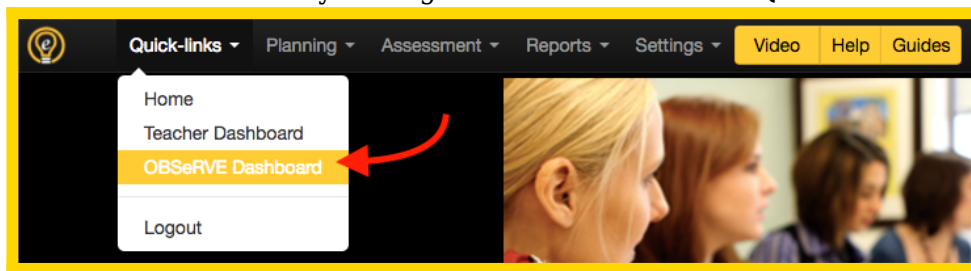 Quick-links Planning Assessment Reports Settings Video Help Guides
Home
Teacher Dashboard
OBSeRVE Dashboard
Logout